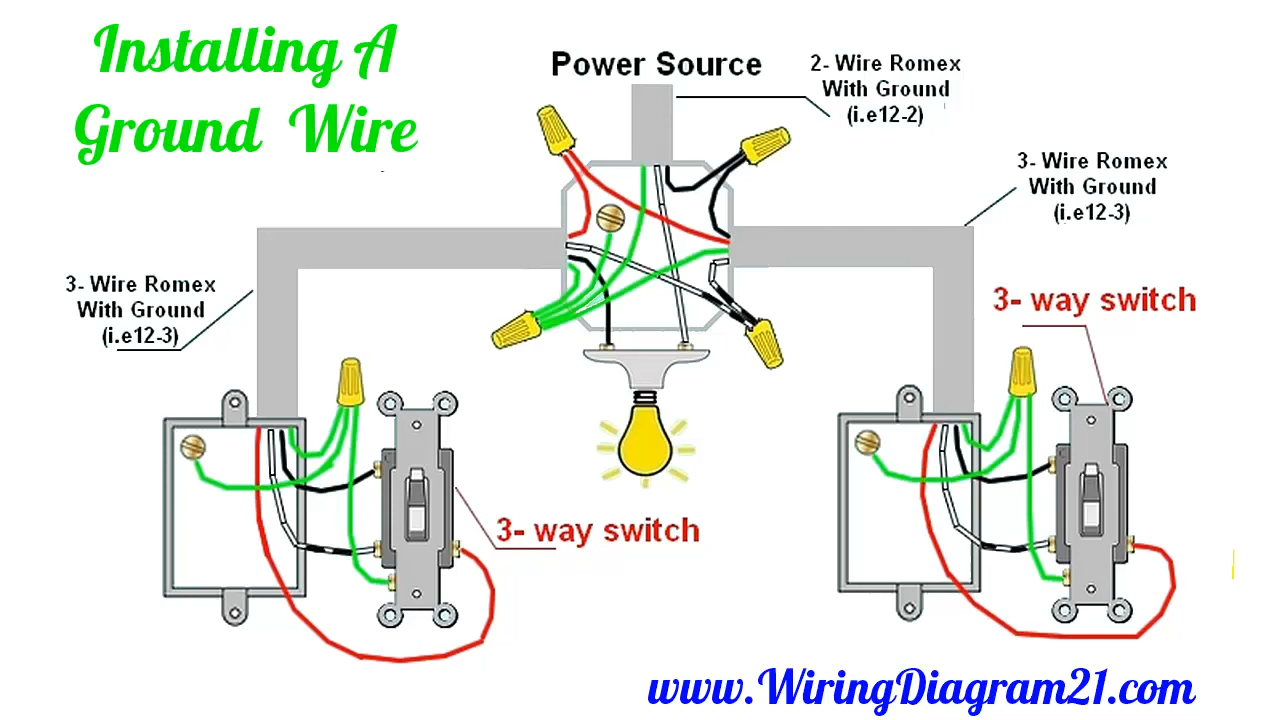 Installing A
Ground Wire
Power Source
2- Wire Romex
With Ground
(i.e12-2)
3- Wire Romex
With Ground
(i.e12-3)
3- Wire Romex
With Ground
(i.e12-3)
3- way switch
3- way switch
www.WiringDiagram21.com